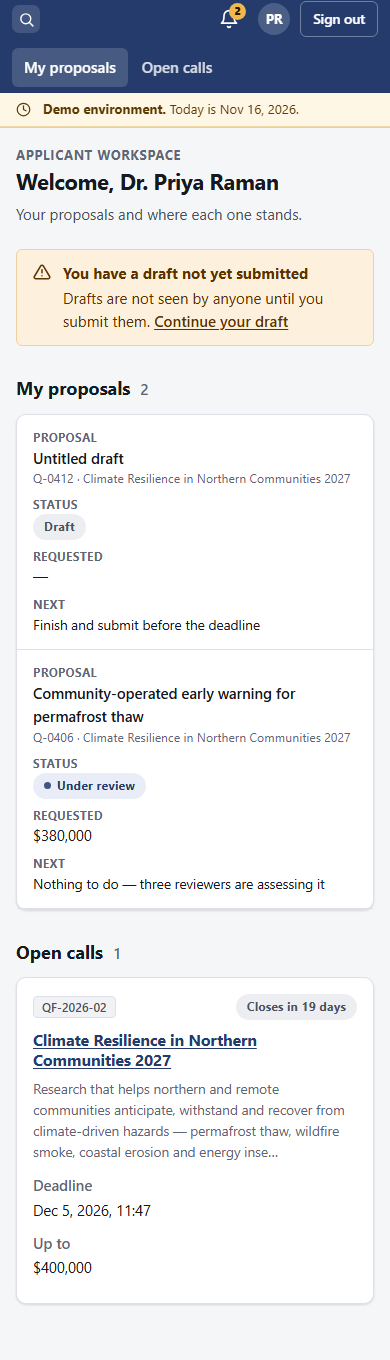 2
PR
Sign out
My proposals
Open calls
Demo environment. Today is Nov 16, 2026.
APPLICANT WORKSPACE
Welcome, Dr. Priya Raman
Your proposals and where each one stands.
You have a draft not yet submitted
Drafts are not seen by anyone until you
submit them. Continue your draft
My proposals 2
PROPOSAL
Untitled draft
Q-0412 · Climate Resilience in Northern Communities 2027
STATUS
Draft
REQUESTED
—
NEXT
Finish and submit before the deadline
PROPOSAL
Community-operated early warning for
permafrost thaw
Q-0406 · Climate Resilience in Northern Communities 2027
STATUS
Under review
REQUESTED
$380,000
NEXT
Nothing to do — three reviewers are assessing it
Open calls 1
QF-2026-02
Closes in 19 days
Climate Resilience in Northern
Communities 2027
Research that helps northern and remote
communities anticipate, withstand and recover from
climate-driven hazards — permafrost thaw, wildfire
smoke, coastal erosion and energy inse…
Deadline
Dec 5, 2026, 11:47
Up to
$400,000